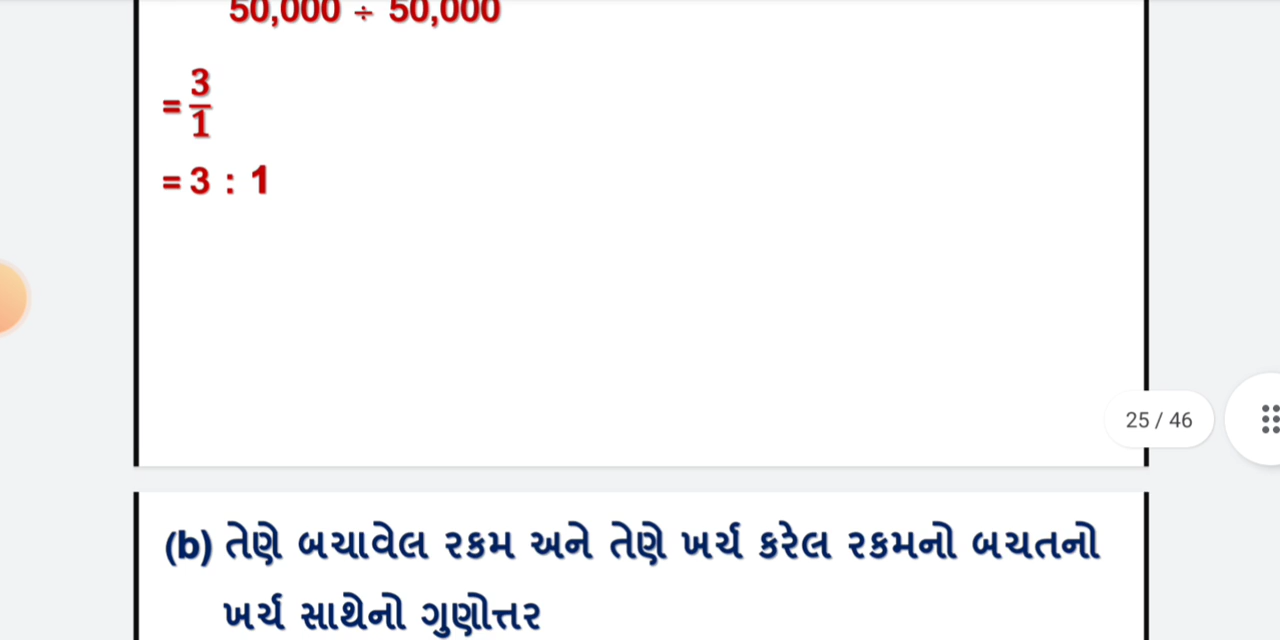 50,000 ÷ 50,000
= 3/1
= 3 : 1
25 / 46
(b) તેણે બચાવેલ રકમ અને તેણે ખર્ચ કરેલ રકમનો બચતનો
ખર્ચ સાથેનો ગુણોત્તર